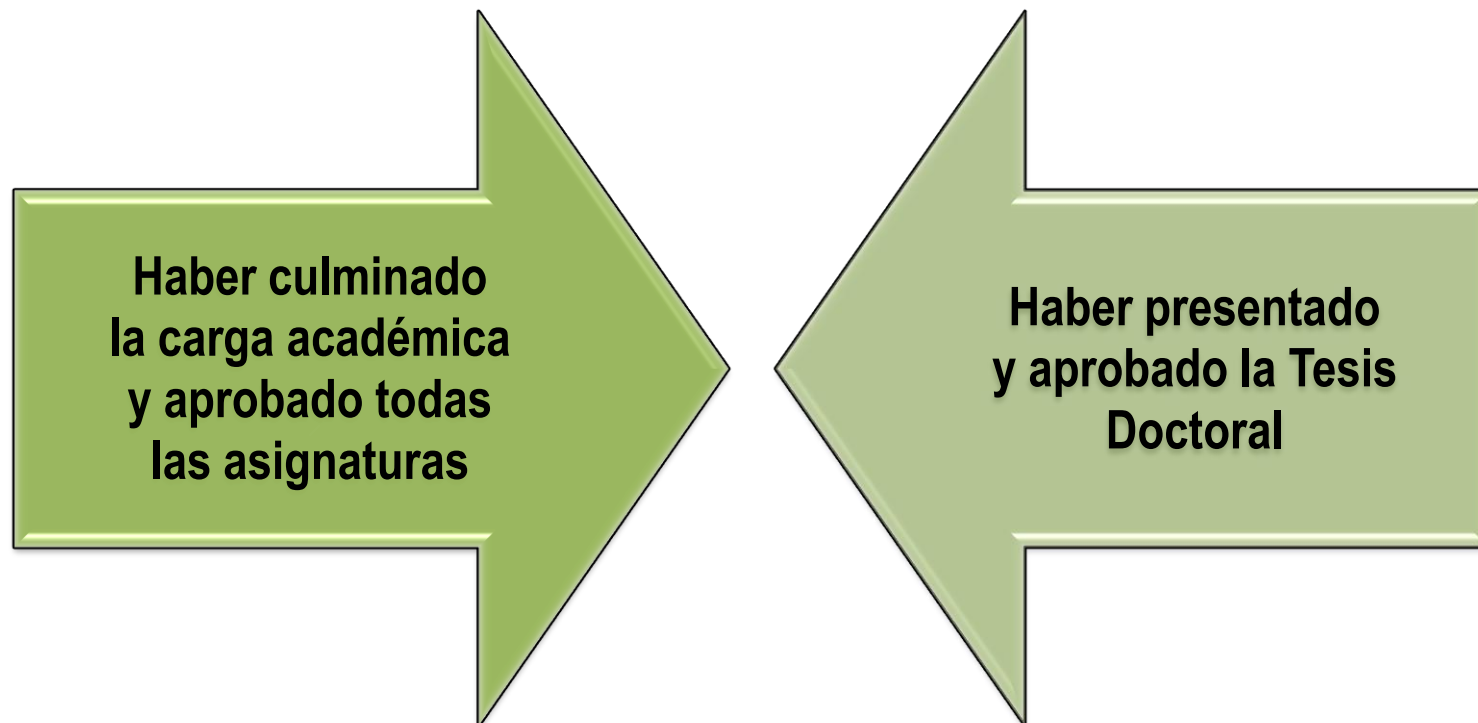 Haber culminado
la carga académica
y aprobado todas
las asignaturas
Haber presentado
y aprobado la Tesis
Doctoral